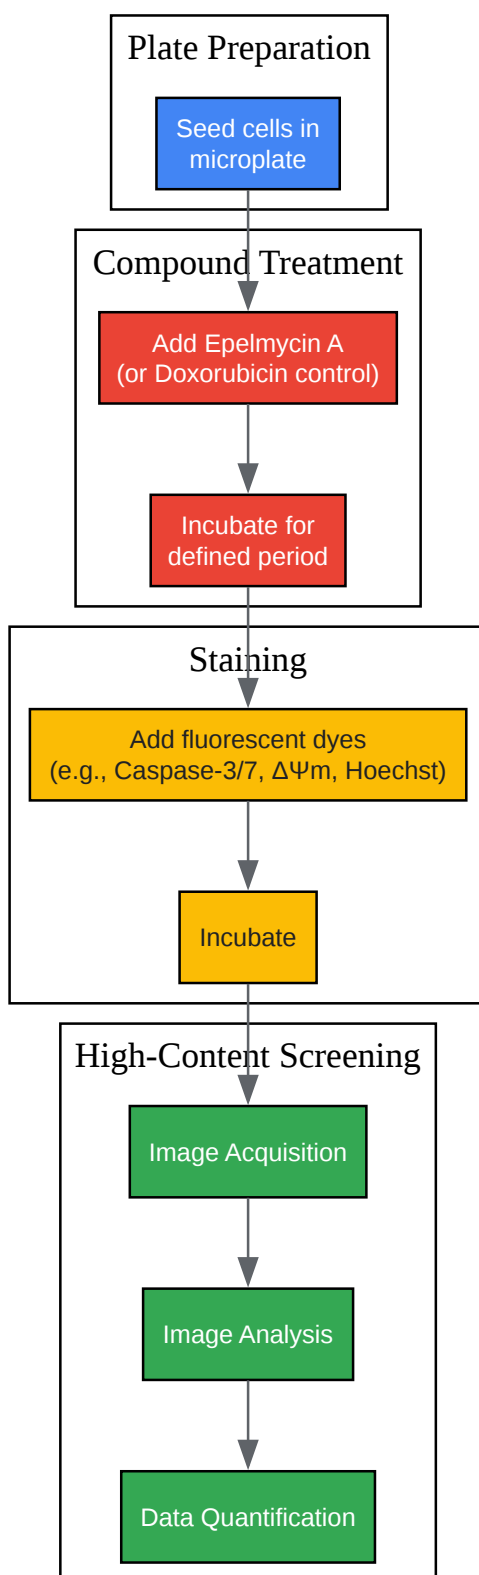 Plate Preparation
Seed cells in
microplate
Compound Treatment
Add Epelmycin A
(or Doxorubicin control)
Incubate for
defined period
Staining
Add fluorescent dyes
(e.g., Caspase-3/7, ΔΨm, Hoechst)
Incubate
High-Content Screening
Image Acquisition
Image Analysis
Data Quantification